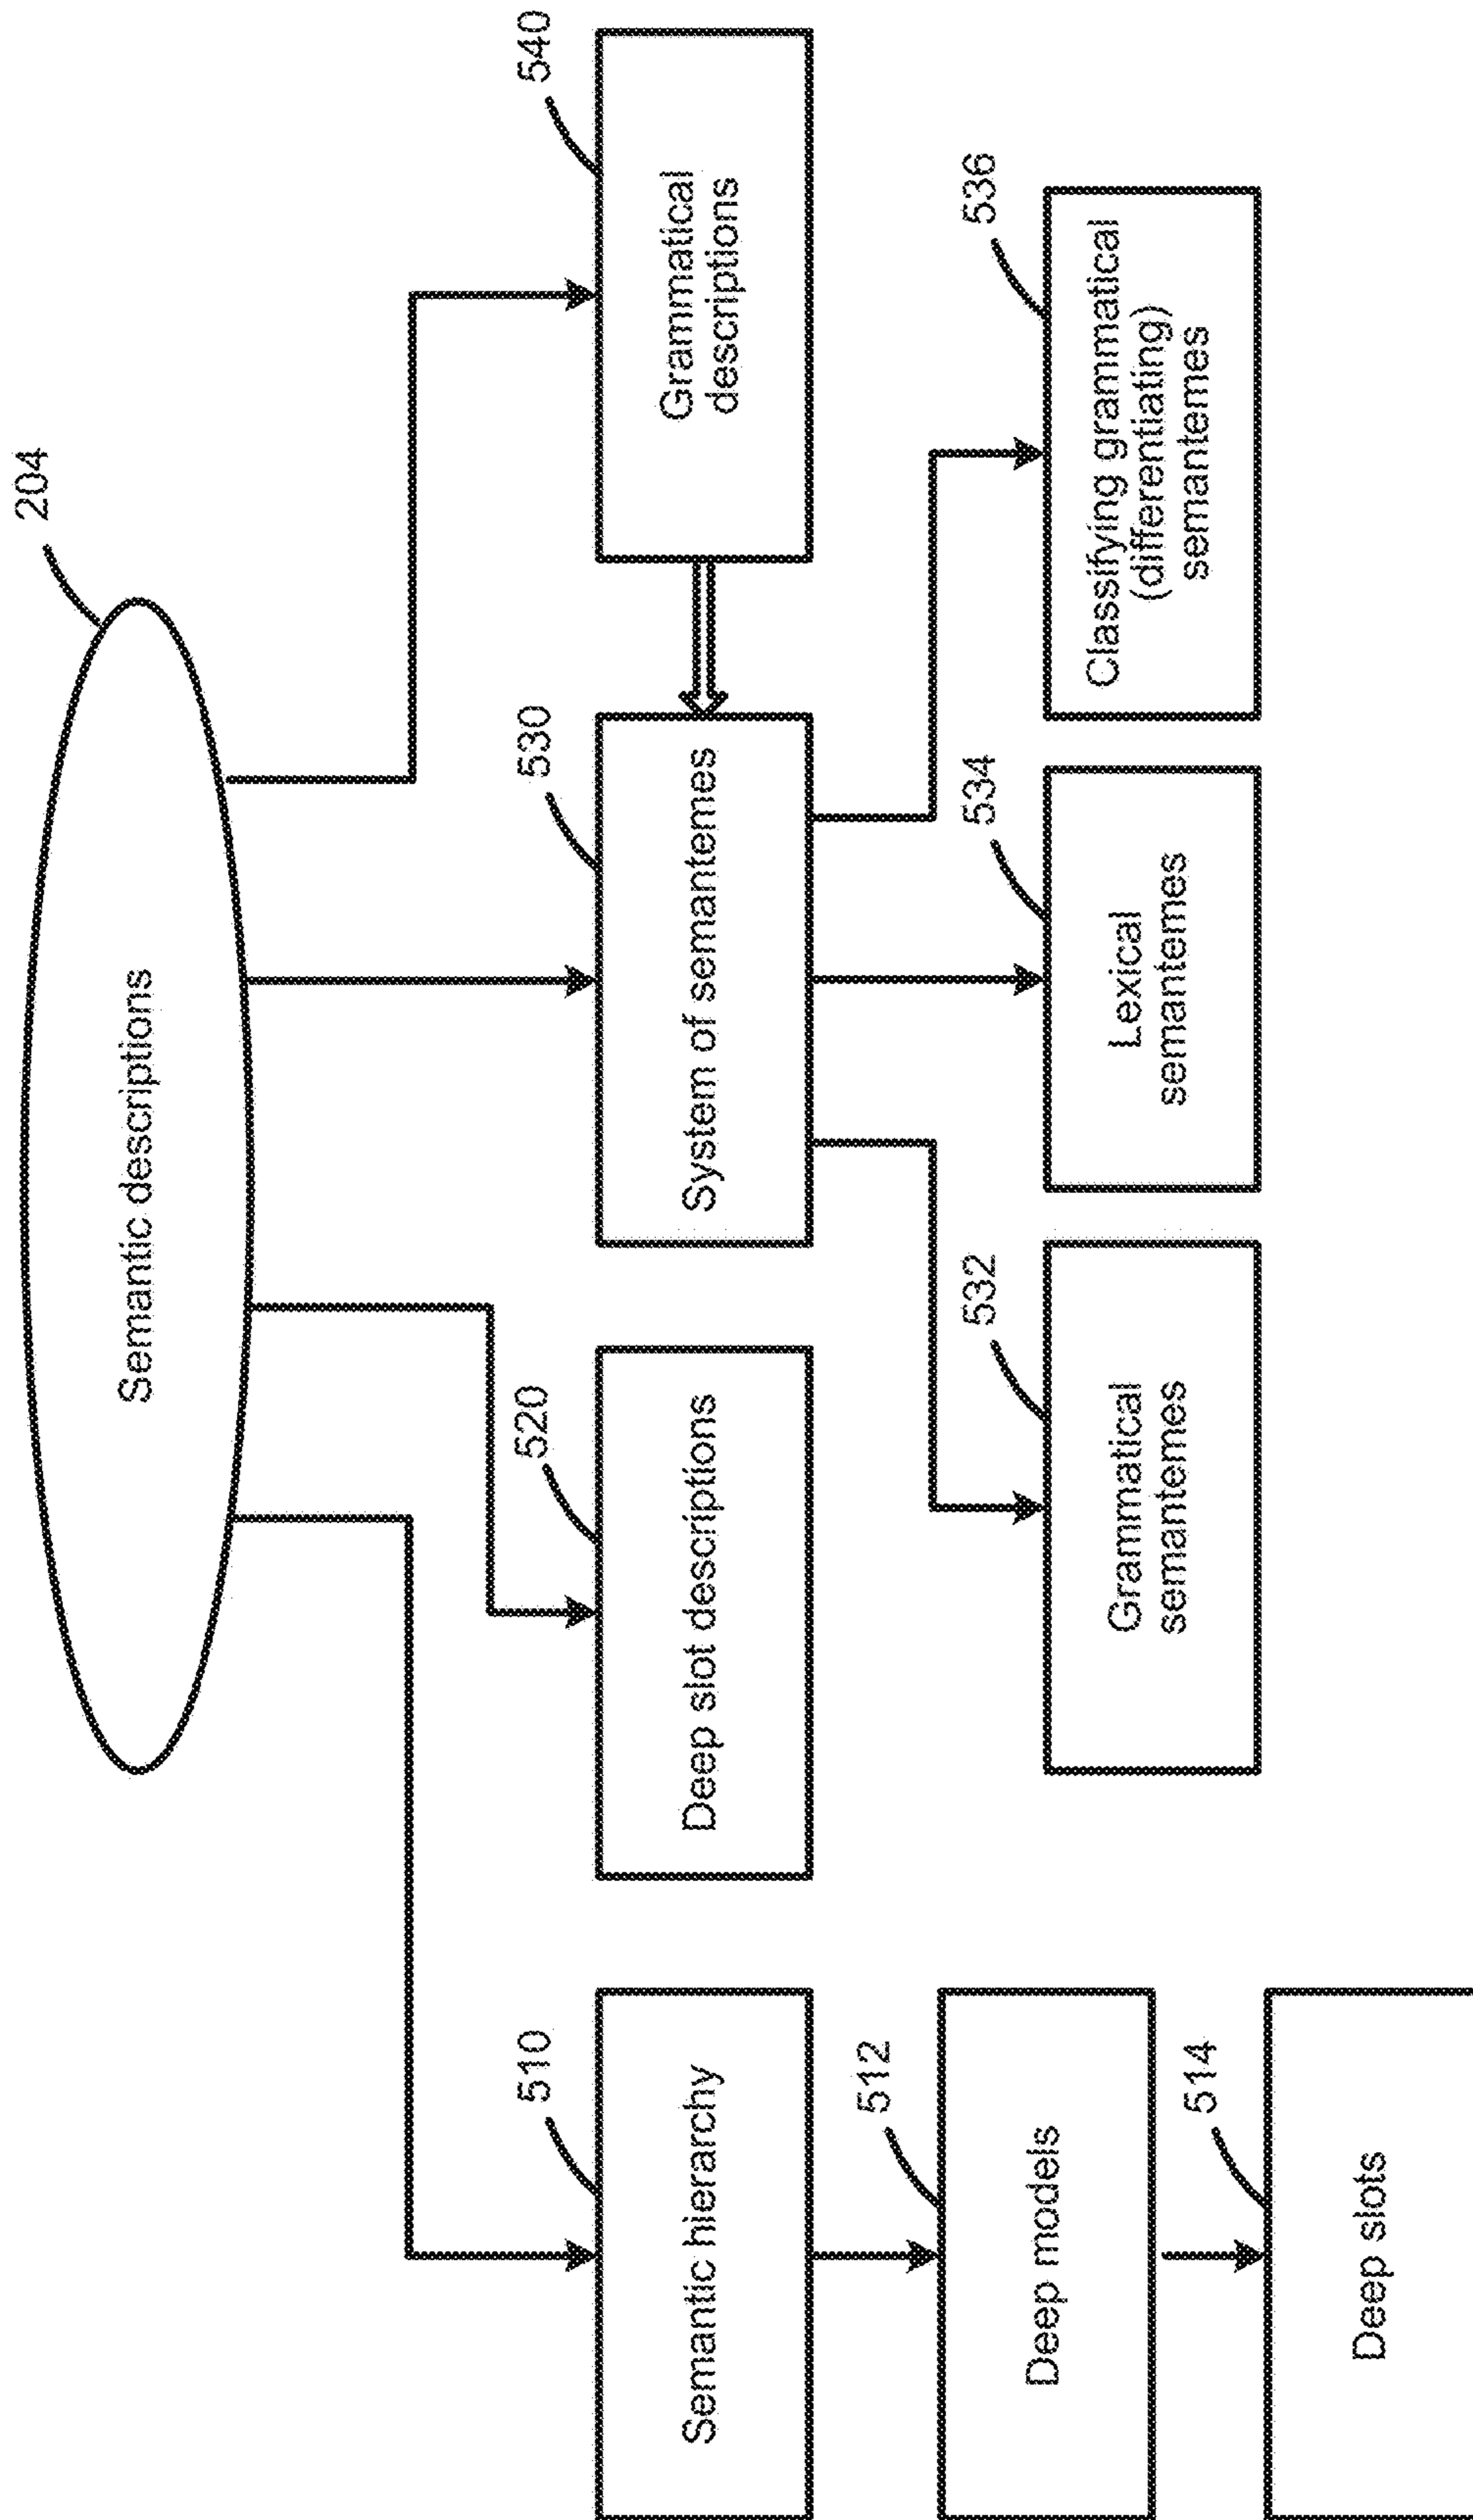 204
Semantic descriptions
510
Semantic hierarchy
520
Deep slot descriptions
530
System of semantemes
540
Grammatical
descriptions
512
Deep models
532
Grammatical
semantemes
534
Lexical
semantemes
536
Classifying grammatical
(differentiating)
semantemes
514
Deep slots